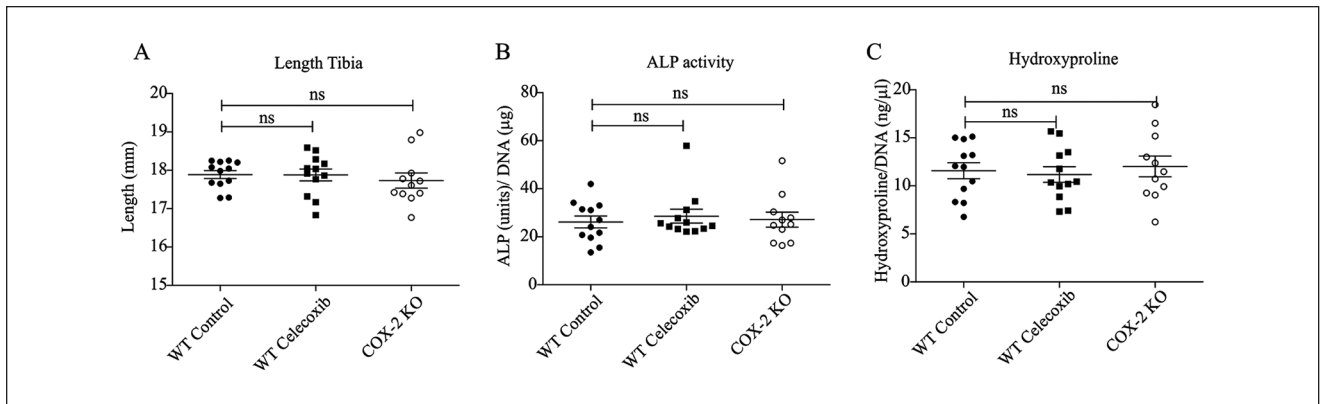 A
Length Tibia
Length (mm)
20
19
18
17
16
15
ns
ns
WT Control
WT Celecoxib
COX-2 KO
B
ALP activity
ALP (units)/ DNA (µg)
80
60
40
20
0
ns
ns
WT Control
WT Celecoxib
COX-2 KO
C
Hydroxyproline
Hydroxyproline/DNA (ng/µl)
20
15
10
5
0
ns
ns
WT Control
WT Celecoxib
COX-2 KO